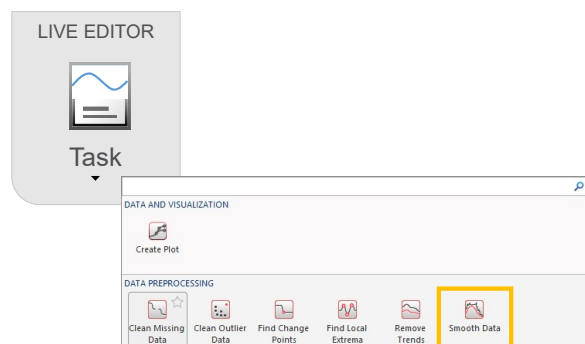 LIVE EDITOR
Task
DATA AND VISUALIZATION
Create Plot
DATA PREPROCESSING
Clean Missing Data
Clean Outlier Data
Find Change Points
Find Local Extrema
Remove Trends
Smooth Data